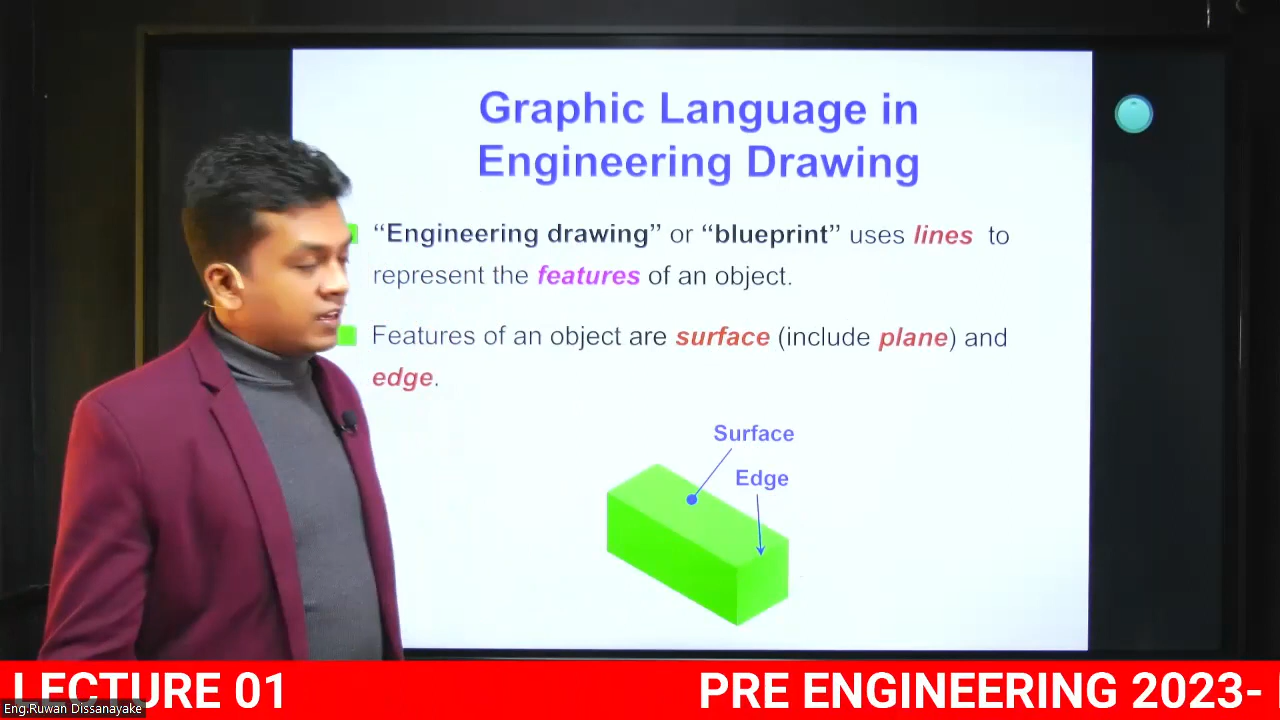 Graphic Language in
Engineering Drawing
“Engineering drawing” or “blueprint” uses lines to
represent the features of an object.
Features of an object are surface (include plane) and
edge.
Surface
Edge
LECTURE 01
PRE ENGINEERING 2023-
Eng.Ruwan Dissanayake